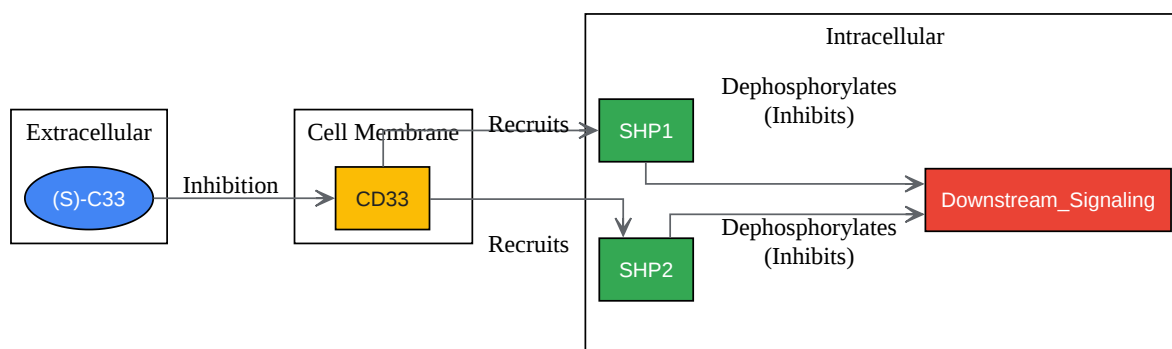 Intracellular
Dephosphorylates
(Inhibits)
Extracellular
Cell Membrane
Recruits
SHP1
(S)-C33
Inhibition
CD33
Downstream_Signaling
Recruits
Dephosphorylates
(Inhibits)
SHP2